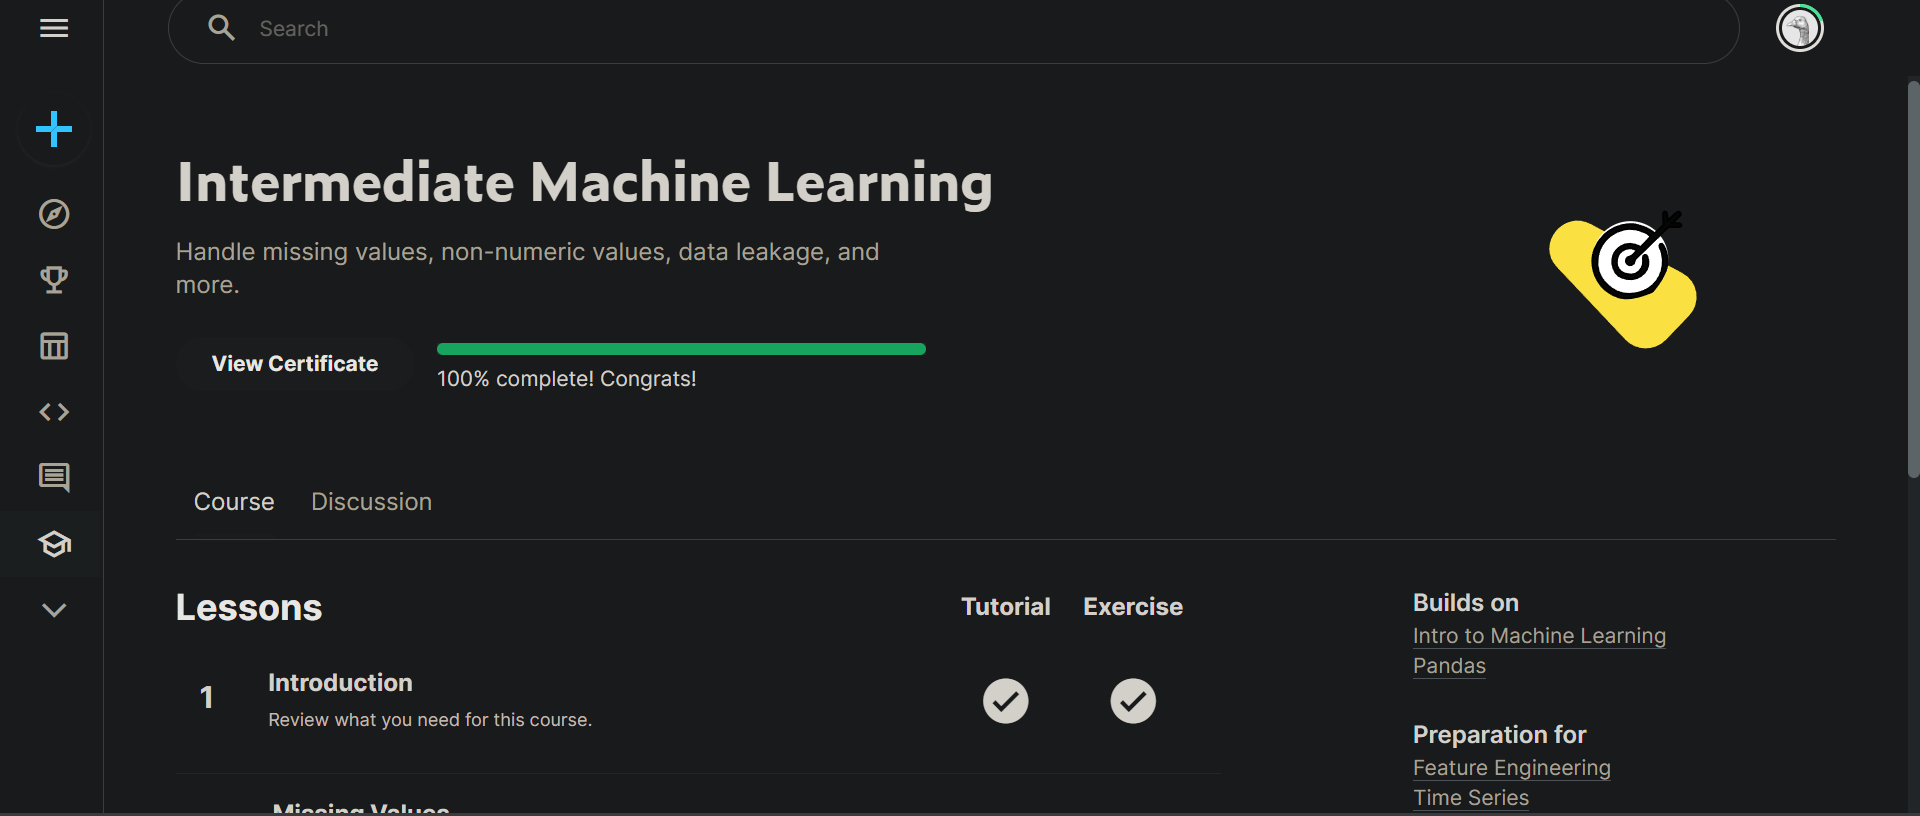 Search
Intermediate Machine Learning
Handle missing values, non-numeric values, data leakage, and
more.
View Certificate
100% complete! Congrats!
Course Discussion
Lessons
Tutorial Exercise
1
Introduction
Review what you need for this course.
Missing Values
Builds on
Intro to Machine Learning
Pandas
Preparation for
Feature Engineering
Time Series